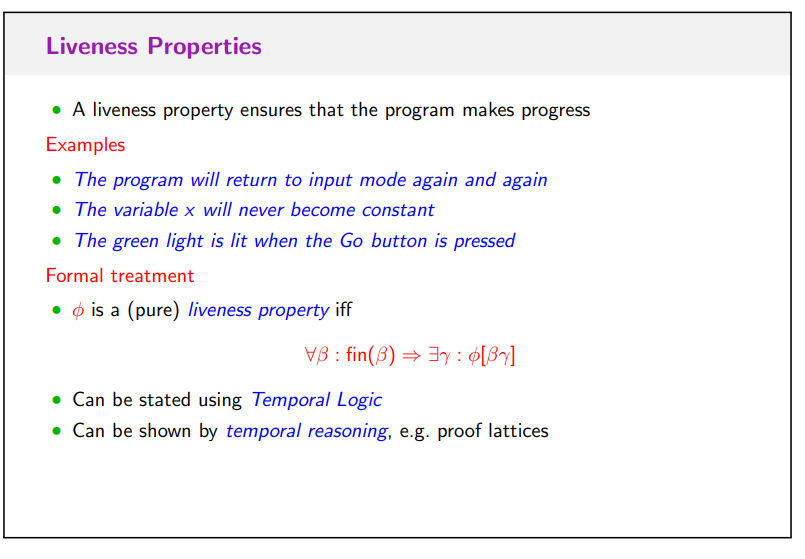 Liveness Properties
• A liveness property ensures that the program makes progress
Examples
• The program will return to input mode again and again
• The variable x will never become constant
• The green light is lit when the Go button is pressed
Formal treatment
• ϕ is a (pure) liveness property iff
∀β : fin(β) ⇒ ∃γ : ϕ[βγ]
• Can be stated using Temporal Logic
• Can be shown by temporal reasoning, e.g. proof lattices